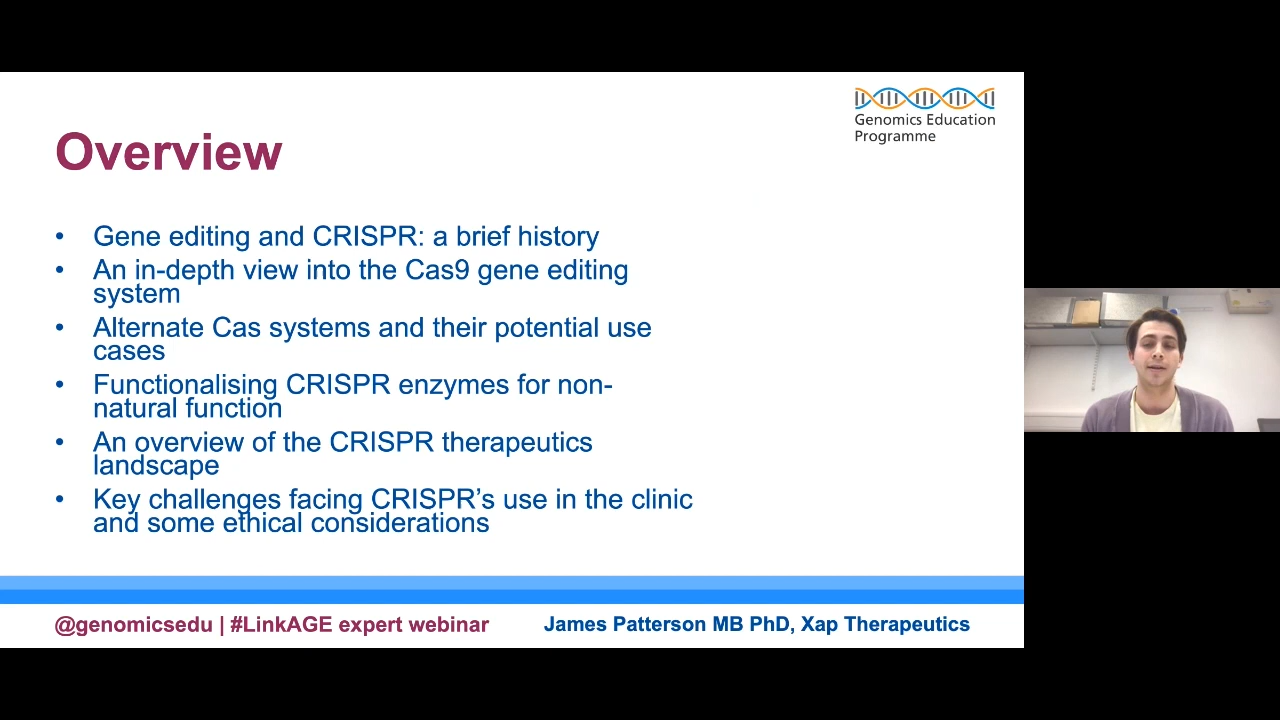 Genomics Education
Programme
Overview
• Gene editing and CRISPR: a brief history
• An in-depth view into the Cas9 gene editing
system
• Alternate Cas systems and their potential use
cases
• Functionalising CRISPR enzymes for non-
natural function
• An overview of the CRISPR therapeutics
landscape
• Key challenges facing CRISPR’s use in the clinic
and some ethical considerations
@genomicsedu | #LinkAGE expert webinar James Patterson MB PhD, Xap Therapeutics